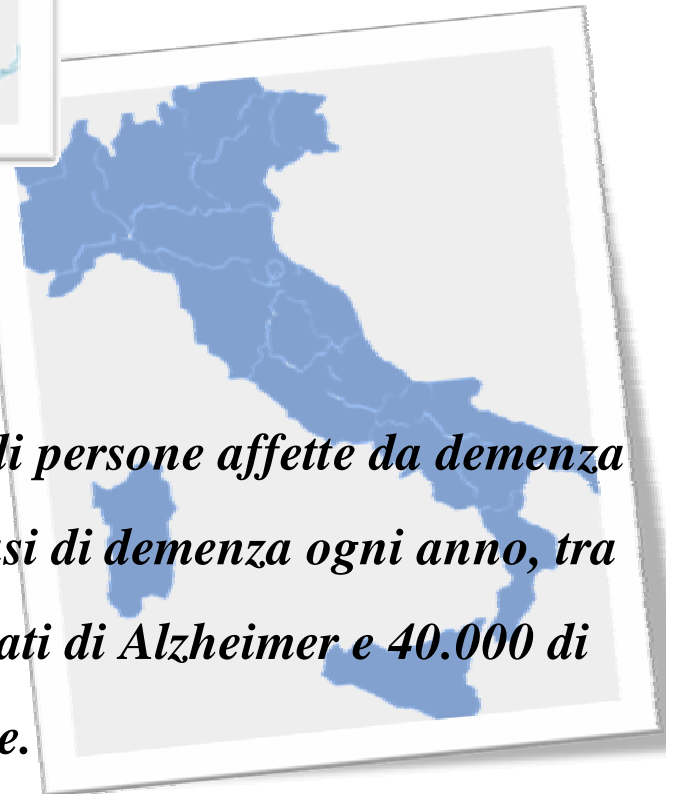 di persone affette da demenza
si di demenza ogni anno, tra
ati di Alzheimer e 40.000 di
e.